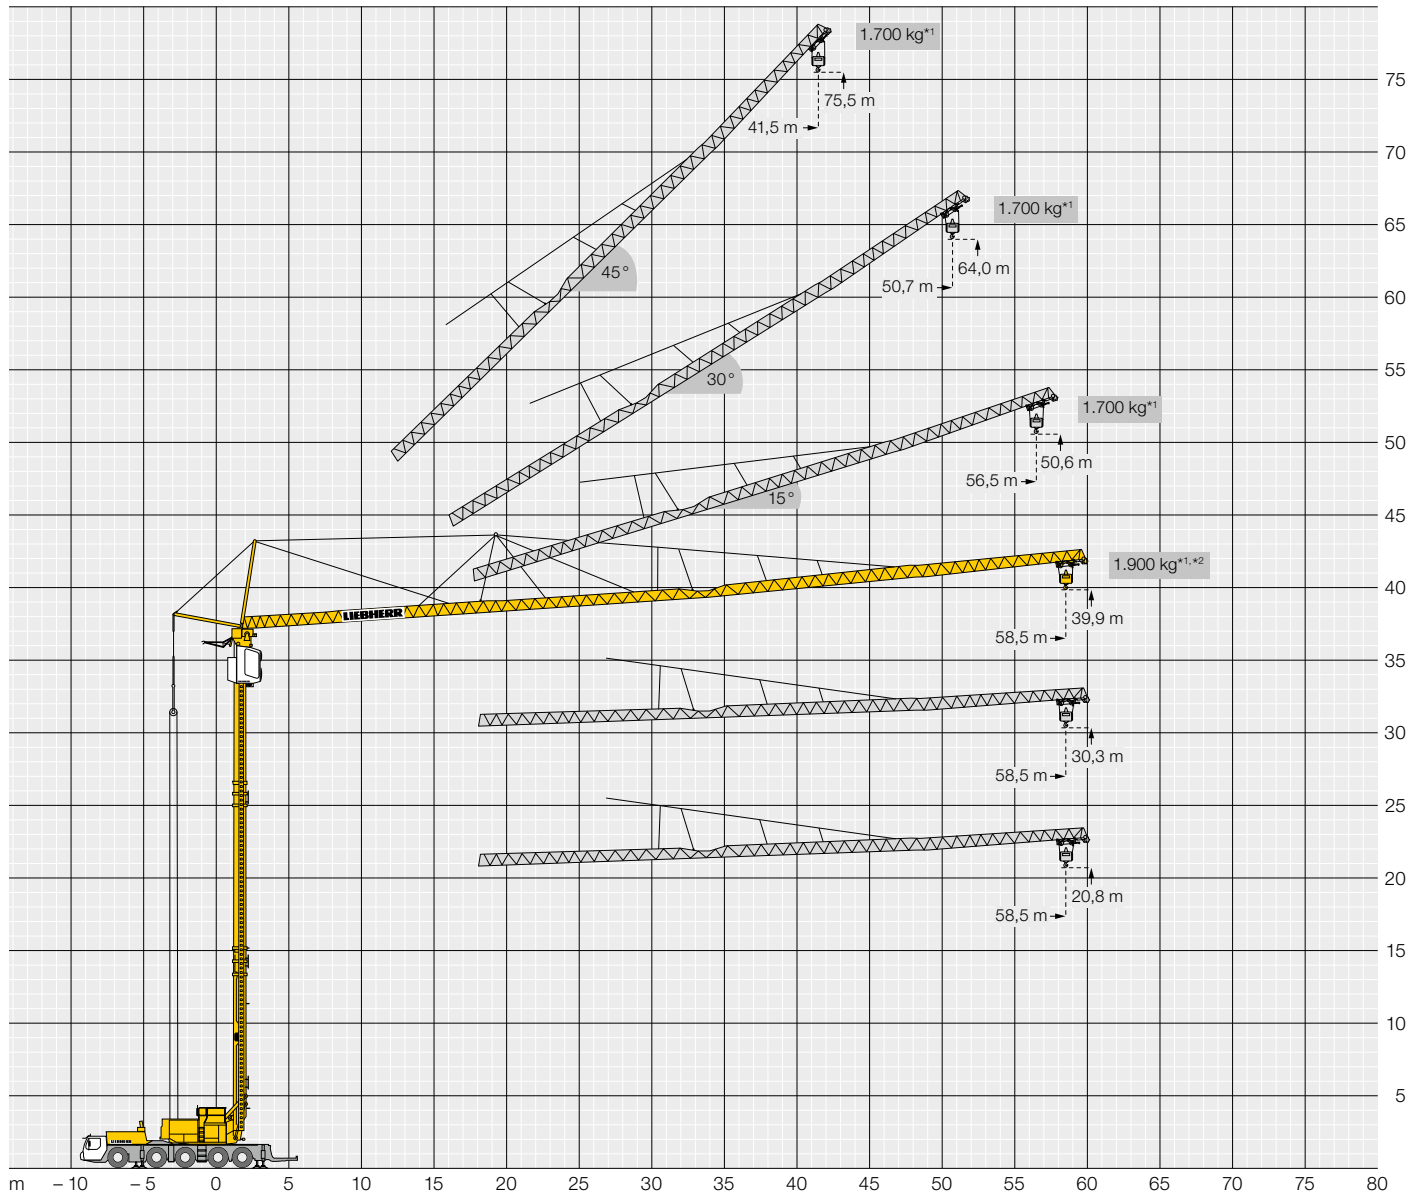 1.700 kg*1
75
75,5 m
41,5 m
70
1.700 kg*1
65
45°
64,0 m
50,7 m
60
30°
55
1.700 kg*1
50
50,6 m
56,5 m
15°
45
1.900 kg*1,*2
40
LIEBHERR
39,9 m
58,5 m
35
30
30,3 m
58,5 m
25
20
20,8 m
58,5 m
15
10
5
LIEBHERR
m – 10 – 5 0 5 10 15 20 25 30 35 40 45 50 55 60 65 70 75 80